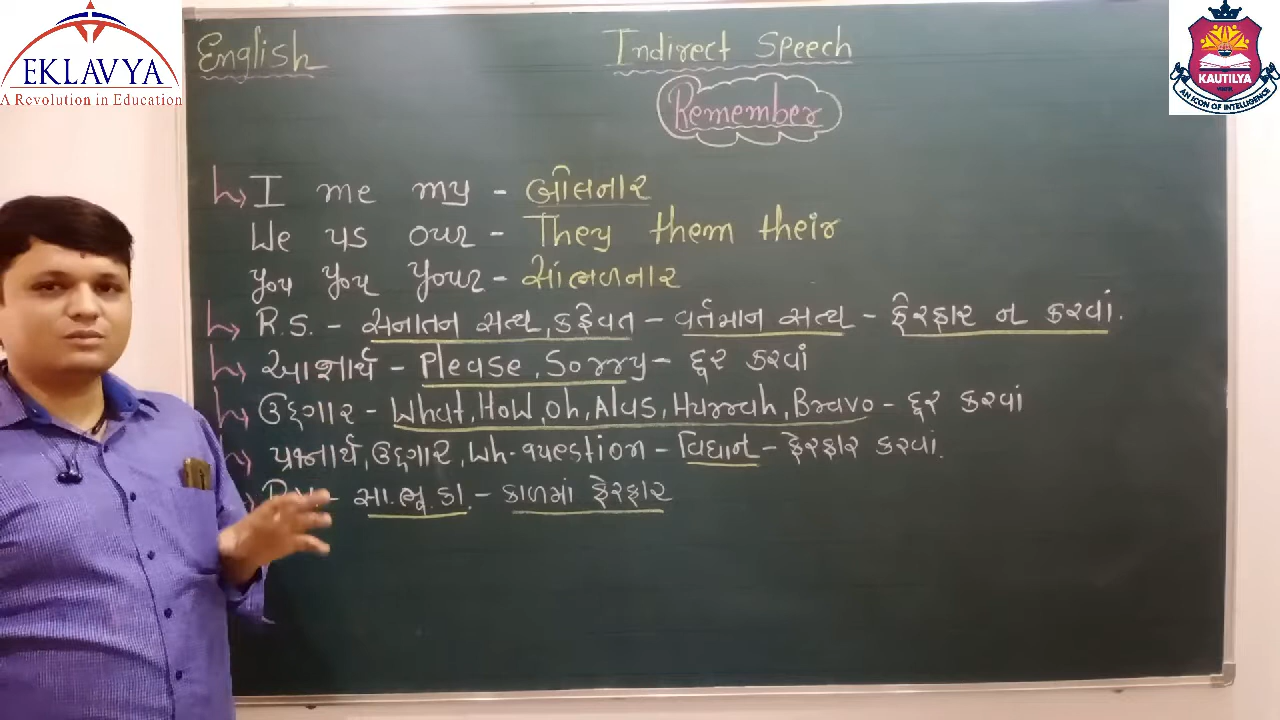 EKLAVYA
A Revolution in Education
KAUTILYA
AN ICON OF INTELLIGENCE
English
Indirect Speech
Remember
I me my - બોલનાર
We us our - They them their
You You Your - સાંભળનાર
R.S. - સનાતન સત્ય, કહેવત - વર્તમાન સત્ય - ફેરફાર ન કરવાં.
આજ્ઞાર્થ - Please, Sorry - દૂર કરવાં
ઉદ્દગાર - What, How, Oh, Alas, Hurrah, Bravo - દૂર કરવાં
પ્રશ્નાર્થ, ઉદ્દગાર, Wh-question - વિધાન - ફેરફાર કરવાં.
સા.ભૂ.કા. - કાળમાં ફેરફાર